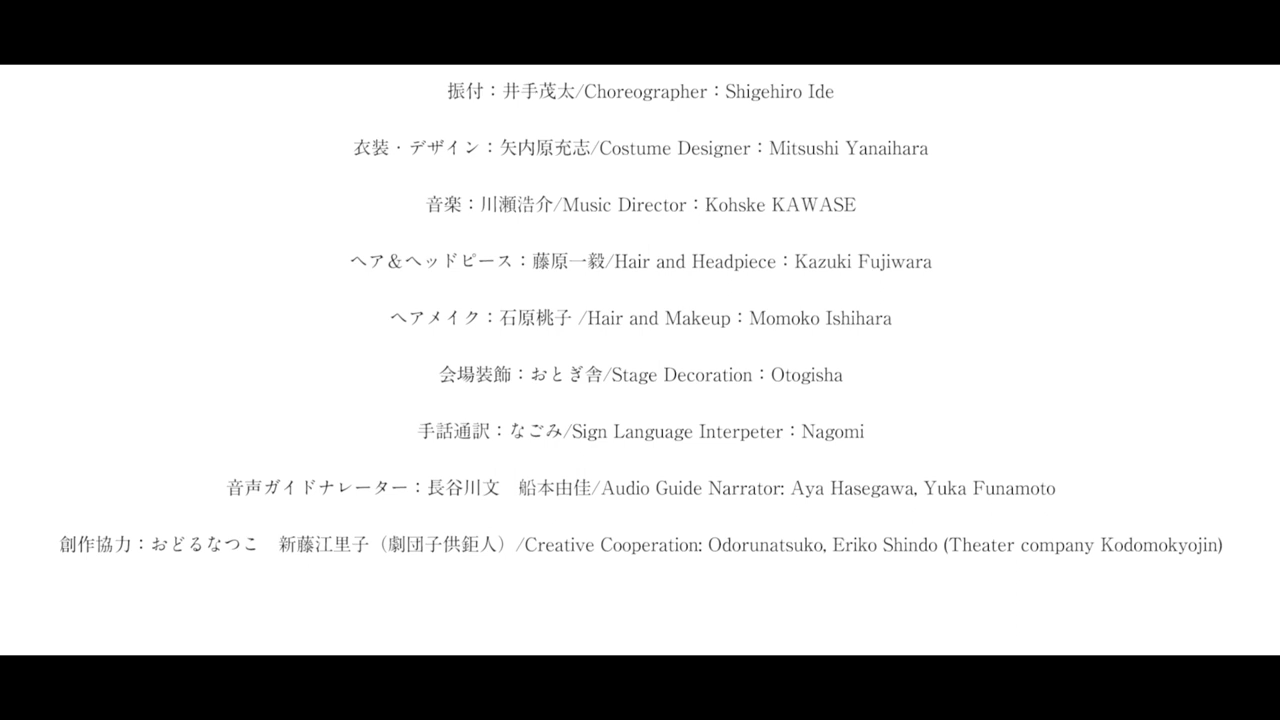 振付：井手茂太/Choreographer：Shigehiro Ide
衣装・デザイン：矢内原充志/Costume Designer：Mitsushi Yanaihara
音楽：川瀬浩介/Music Director：Kohske KAWASE
ヘア＆ヘッドピース：藤原一毅/Hair and Headpiece：Kazuki Fujiwara
ヘアメイク：石原桃子 /Hair and Makeup：Momoko Ishihara
会場装飾：おとぎ舎/Stage Decoration：Otogisha
手話通訳：なごみ/Sign Language Interpeter：Nagomi
音声ガイドナレーター：長谷川文　船本由佳/Audio Guide Narrator: Aya Hasegawa, Yuka Funamoto
創作協力：おどるなつこ　新藤江里子（劇団子供鉅人）/Creative Cooperation: Odorunatsuko, Eriko Shindo (Theater company Kodomokyojin)